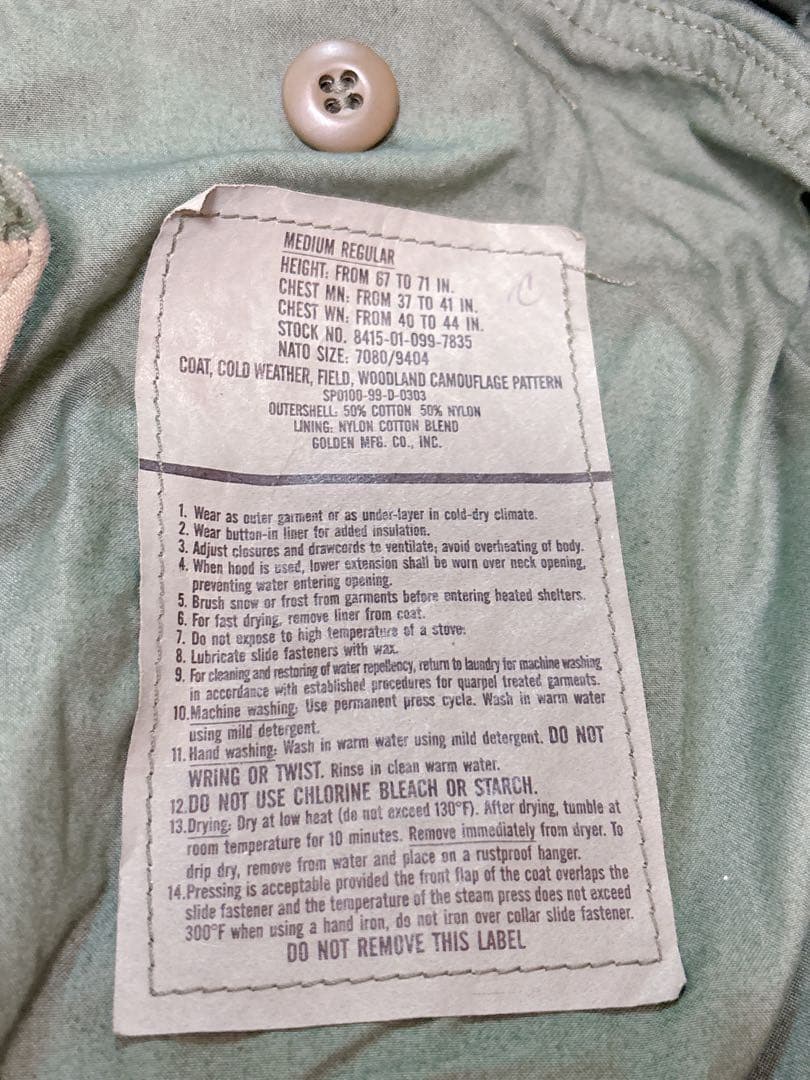 MEDIUM REGULAR
HEIGHT: FROM 67 TO 71 IN.
CHEST MN: FROM 37 TO 41 IN.
CHEST WN: FROM 40 TO 44 IN.
STOCK NO. 8415-01-099-7835
NATO SIZE: 7080/9404
COAT, COLD WEATHER, FIELD, WOODLAND CAMOUFLAGE PATTERN
SP0100-99-D-0303
OUTERSHELL: 50% COTTON 50% NYLON
LINING: NYLON COTTON BLEND
GOLDEN MFG. CO., INC.
1. Wear as outer garment or as under-layer in cold-dry climate.
2. Wear button-in liner for added insulation.
3. Adjust closures and drawcords to ventilate; avoid overheating of body.
4. When hood is used, lower extension shall be worn over neck opening,
preventing water entering opening.
5. Brush snow or frost from garments before entering heated shelters.
6. For fast drying, remove liner from coat.
7. Do not expose to high temperature of a stove.
8. Lubricate slide fasteners with wax.
9. For cleaning and restoring of water repellency, return to laundry for machine washing
in accordance with established procedures for quarpel treated garments.
10. Machine washing: Use permanent press cycle. Wash in warm water
using mild detergent.
11. Hand washing: Wash in warm water using mild detergent. DO NOT
WRING OR TWIST. Rinse in clean warm water.
12. DO NOT USE CHLORINE BLEACH OR STARCH.
13. Drying: Dry at low heat (do not exceed 130°F). After drying, tumble at
room temperature for 10 minutes. Remove immediately from dryer. To
drip dry, remove from water and place on a rustproof hanger.
14. Pressing is acceptable provided the front flap of the coat overlaps the
slide fastener and the temperature of the steam press does not exceed
300°F when using a hand iron, do not iron over collar slide fastener.
DO NOT REMOVE THIS LABEL